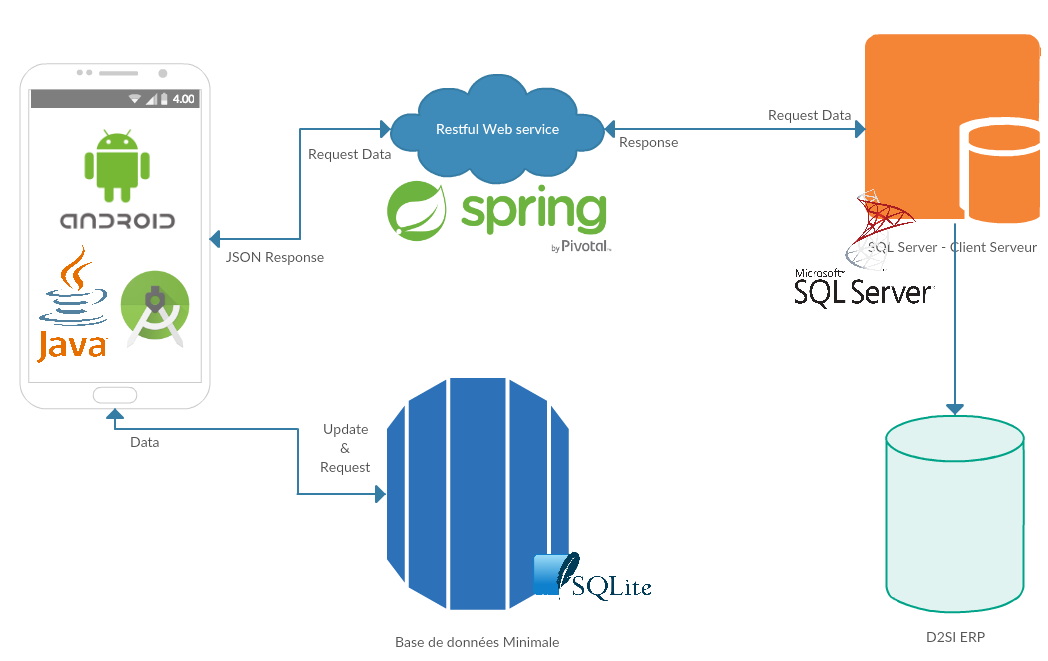 4.00
ANDROID
Java
Request Data
JSON Response
Restful Web service
spring
by Pivotal™
Response
Request Data
SQL Server - Client Serveur
Microsoft®
SQL Server
Data
Update
&
Request
SQLite
Base de données Minimale
D2SI ERP